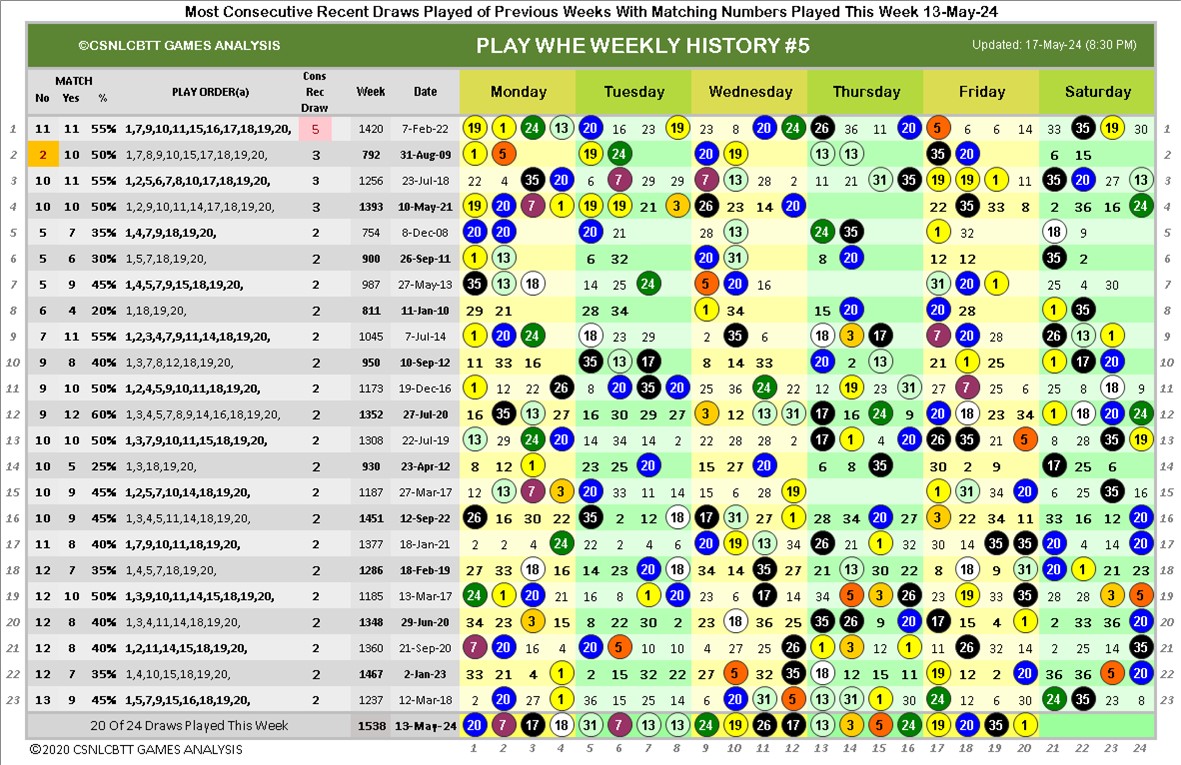 Most Consecutive Recent Draws Played of Previous Weeks With Matching Numbers Played This Week 13-May-24
©CSNLCBTT GAMES ANALYSIS PLAY WHE WEEKLY HISTORY #5 Updated: 17-May-24 (8:30 PM)
No MATCH Yes % PLAY ORDER(a) Cons Rec Draw Week Date Monday Tuesday Wednesday Thursday Friday Saturday
1 11 11 55% 1,7,9,10,11,15,16,17,18,19,20, 5 1420 7-Feb-22 19 1 24 13 20 16 23 19 23 8 20 24 26 36 11 20 5 6 6 14 33 35 19 30 1
2 2 10 50% 1,7,8,9,10,15,17,18,19,20, 3 792 31-Aug-09 1 5 19 24 20 19 13 14 35 20 6 15 2
3 10 11 55% 1,2,5,6,7,8,10,17,18,19,20, 3 1256 23-Jul-18 22 4 35 20 6 7 29 29 7 13 28 2 11 21 31 35 19 19 1 11 35 20 27 13 3
4 10 10 50% 1,2,9,10,11,14,17,18,19,20, 3 1393 10-May-21 19 20 7 1 19 19 21 3 26 23 14 20 22 35 33 8 2 36 16 24 4
5 5 7 35% 1,4,7,9,18,19,20, 2 754 8-Dec-08 20 20 20 21 28 13 24 35 1 32 18 9 5
6 5 6 30% 1,5,7,18,19,20, 2 900 26-Sep-11 1 13 6 32 20 31 8 20 12 12 35 2 6
7 5 9 45% 1,4,5,7,9,15,18,19,20, 2 987 27-May-13 35 13 18 14 25 24 5 20 16 31 20 1 25 4 30 7
8 6 4 20% 1,18,19,20, 2 811 11-Jan-10 29 21 28 34 1 34 15 20 20 28 1 35 8
9 7 11 55% 1,2,3,4,7,9,11,14,18,19,20, 2 1045 7-Jul-14 1 20 24 18 23 29 2 35 6 18 3 17 7 20 28 26 13 1 9
10 9 8 40% 1,3,7,8,12,18,19,20, 2 950 10-Sep-12 11 33 16 35 13 17 8 14 33 20 2 13 21 1 25 1 17 20 10
11 9 10 50% 1,2,4,5,9,10,11,18,19,20, 2 1173 19-Dec-16 1 12 22 26 8 20 35 20 25 36 24 22 12 19 23 31 27 7 25 6 25 8 18 9 11
12 9 12 60% 1,3,4,5,7,8,9,14,16,18,19,20, 2 1352 27-Jul-20 16 35 13 27 16 30 29 27 3 12 13 31 17 16 24 9 20 18 23 34 1 18 20 24 12
13 10 10 50% 1,3,7,9,10,11,15,18,19,20, 2 1308 22-Jul-19 13 29 24 20 14 34 14 2 22 28 28 2 17 1 4 20 26 35 21 5 8 28 35 19 13
14 10 5 25% 1,3,18,19,20, 2 930 23-Apr-12 8 12 1 23 25 20 15 27 20 6 8 35 30 2 9 17 25 6 14
15 10 9 45% 1,2,5,7,10,14,18,19,20, 2 1187 27-Mar-17 12 13 7 3 20 33 11 14 15 6 28 19 1 31 34 20 6 25 35 16 15
16 10 9 45% 1,3,4,5,11,14,18,19,20, 2 1451 12-Sep-22 26 16 30 22 35 2 12 18 17 31 27 1 28 34 20 27 3 22 34 11 33 16 12 20 16
17 11 8 40% 1,7,9,10,11,18,19,20, 2 1377 18-Jan-21 2 2 4 24 22 2 4 6 20 19 13 34 26 21 1 32 30 14 35 35 20 4 14 20 17
18 12 7 35% 1,4,5,7,18,19,20, 2 1286 18-Feb-19 27 33 18 16 14 23 20 18 34 14 35 27 21 13 30 22 8 18 9 31 20 1 21 23 18
19 12 10 50% 1,3,9,10,11,14,15,18,19,20, 2 1185 13-Mar-17 24 1 20 21 16 8 1 20 23 6 17 14 34 5 3 26 23 19 33 35 28 28 3 5 19
20 12 8 40% 1,3,4,11,14,18,19,20, 2 1348 29-Jun-20 34 23 3 15 8 22 30 2 23 18 36 25 35 26 9 20 17 15 4 1 2 33 36 20 20
21 12 8 40% 1,2,11,14,15,18,19,20, 2 1360 21-Sep-20 7 20 16 4 20 5 10 10 4 27 25 26 1 3 12 1 11 26 32 14 2 25 14 35 21
22 12 7 35% 1,4,10,15,18,19,20, 2 1467 2-Jan-23 33 21 4 1 2 15 32 22 27 5 32 35 18 12 15 11 19 12 2 20 36 36 5 20 22
23 13 9 45% 1,5,7,9,15,16,18,19,20, 2 1237 12-Mar-18 2 20 27 1 36 15 25 14 6 20 31 5 13 31 1 30 24 12 6 30 24 35 23 8 23
20 Of 24 Draws Played This Week 1538 13-May-24 20 7 17 18 31 7 13 13 24 19 26 17 13 3 5 24 19 20 35 1
©2020 CSNLCBTT GAMES ANALYSIS 1 2 3 4 5 6 7 8 9 10 11 12 13 14 15 16 17 18 19 20 21 22 23 24